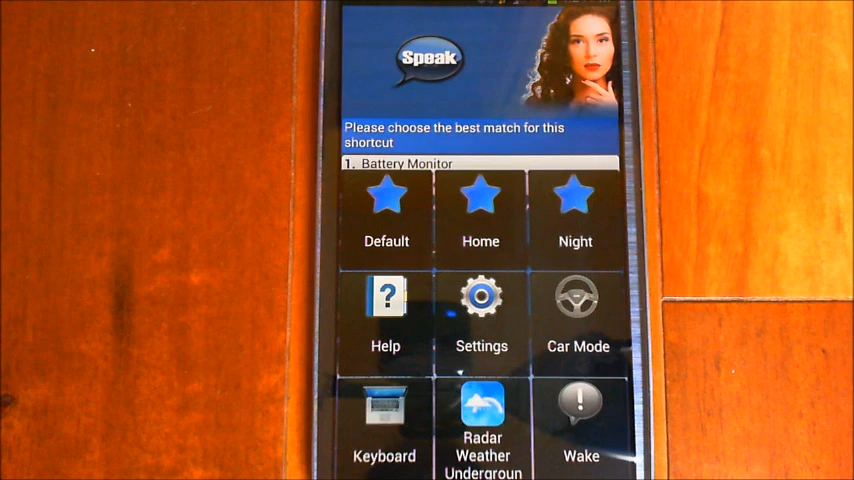 Speak
Please choose the best match for this
shortcut
1. Battery Monitor
Default
Home
Night
?
Help
Settings
Car Mode
!
Keyboard
Radar
Weather
Undergroun
Wake